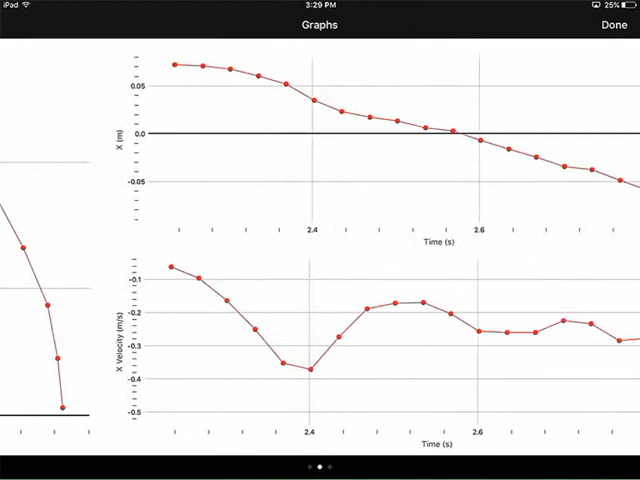 iPad 3:29 PM 25%
Graphs Done
0.05
0.0
-0.05
X (m)
2.4 2.6
Time (s)
-0.1
-0.2
-0.3
-0.4
-0.5
X Velocity (m/s)
2.4 2.6
Time (s)